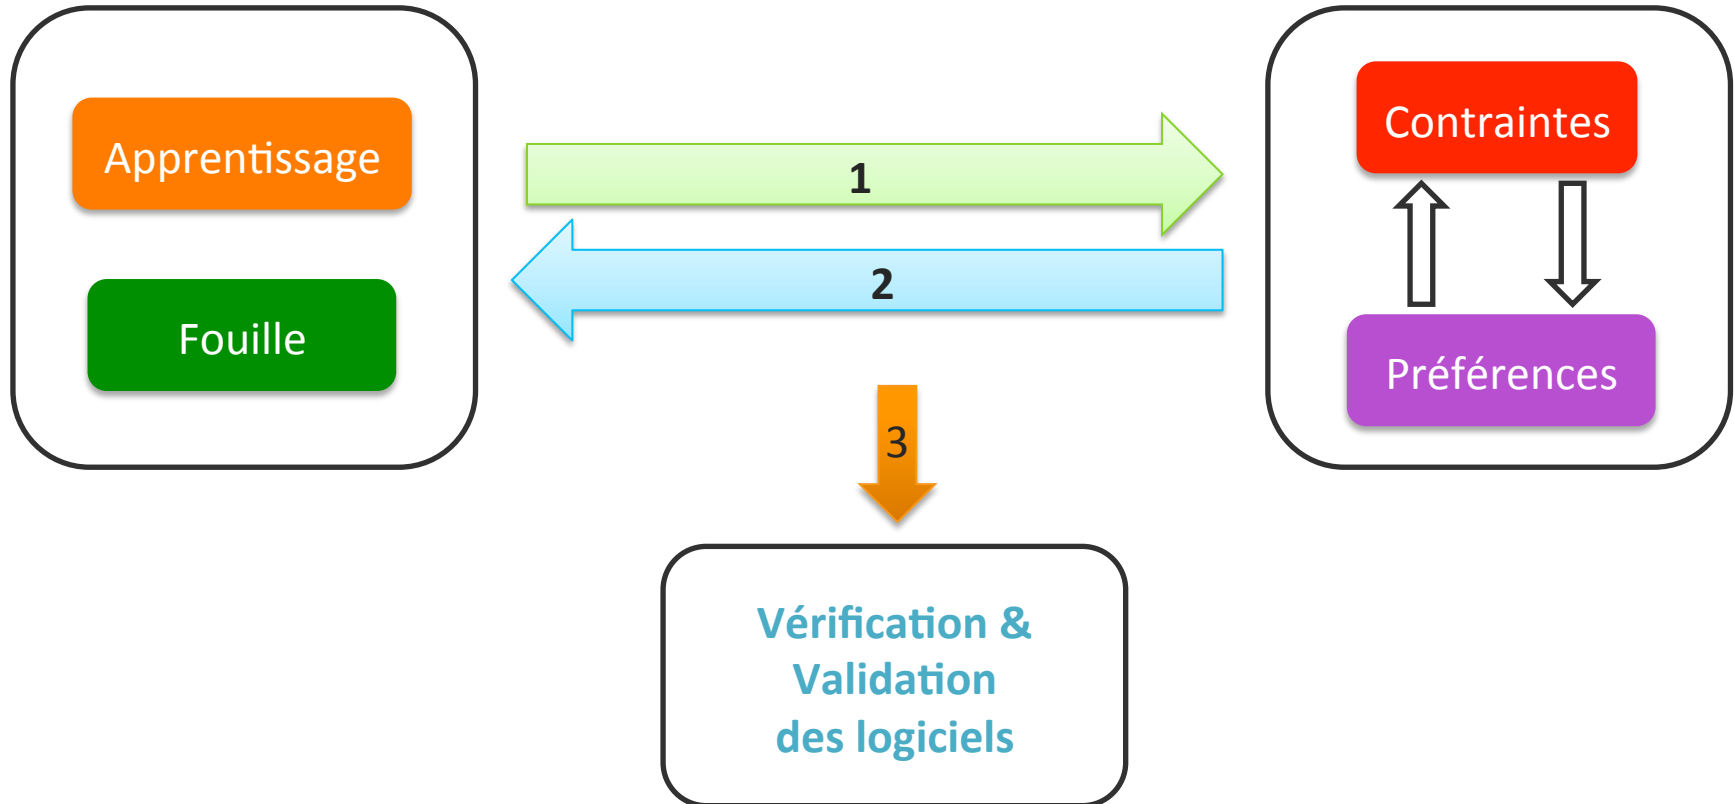 Apprentissage
Fouille
1
2
3
Contraintes
Préférences
Vérification &
Validation
des logiciels